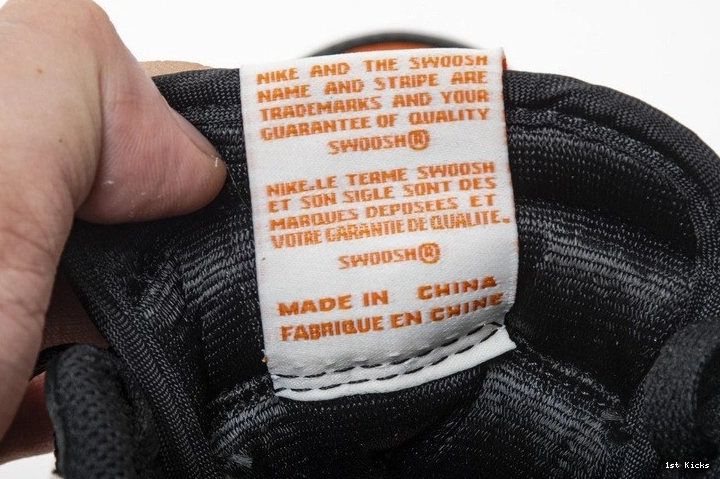 NIKE AND THE SWOOSH
NAME AND STRIPE ARE
TRADEMARKS AND YOUR
GUARANTEE OF QUALITY
SWOOSH®
NIKE.LE TERME SWOOSH
ET SON SIGLE SONT DES
MARQUES DEPOSEES ET
VOTRE GARANTIE DE QUALITE.
SWOOSH®
MADE IN CHINA
FABRIQUE EN CHINE
1st Kicks